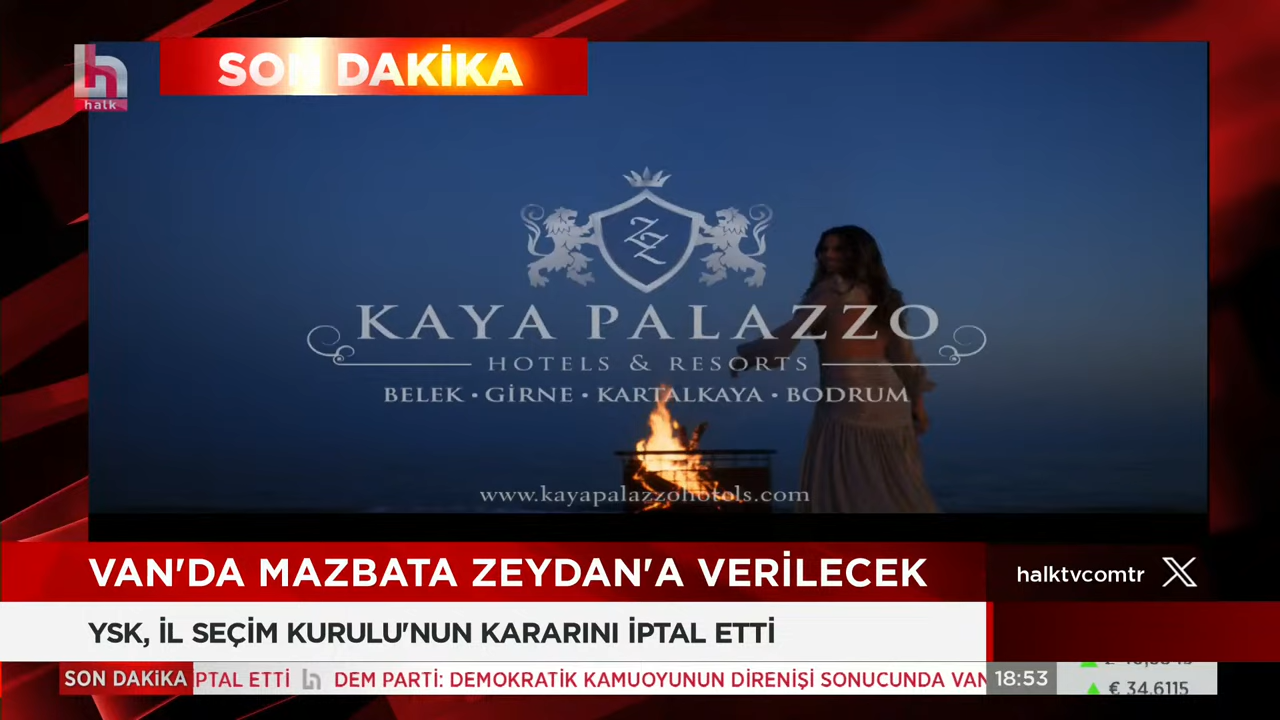 halk
SON DAKİKA
ZZ
KAYA PALAZZO
HOTELS & RESORTS
BELEK • GİRNE • KARTALKAYA • BODRUM
www.kayapalazzohotols.com
VAN'DA MAZBATA ZEYDAN'A VERİLECEK
halktvcomtr X
YSK, İL SEÇİM KURULU'NUN KARARINI İPTAL ETTİ
SON DAKİKA PTAL ETTİ h DEM PARTİ: DEMOKRATİK KAMUOYUNUN DİRENİŞİ SONUCUNDA VAN 18:53
€ 34,6115